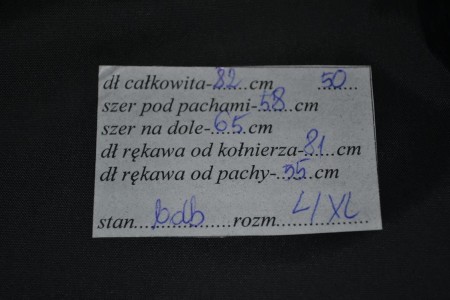 dł całkowita-82...cm ...50...
szer pod pachami-58...cm
szer na dole-65...cm
dł rękawa od kołnierza-81...cm
dł rękawa od pachy-...55...cm
stan...bdb...rozm...L/XL...